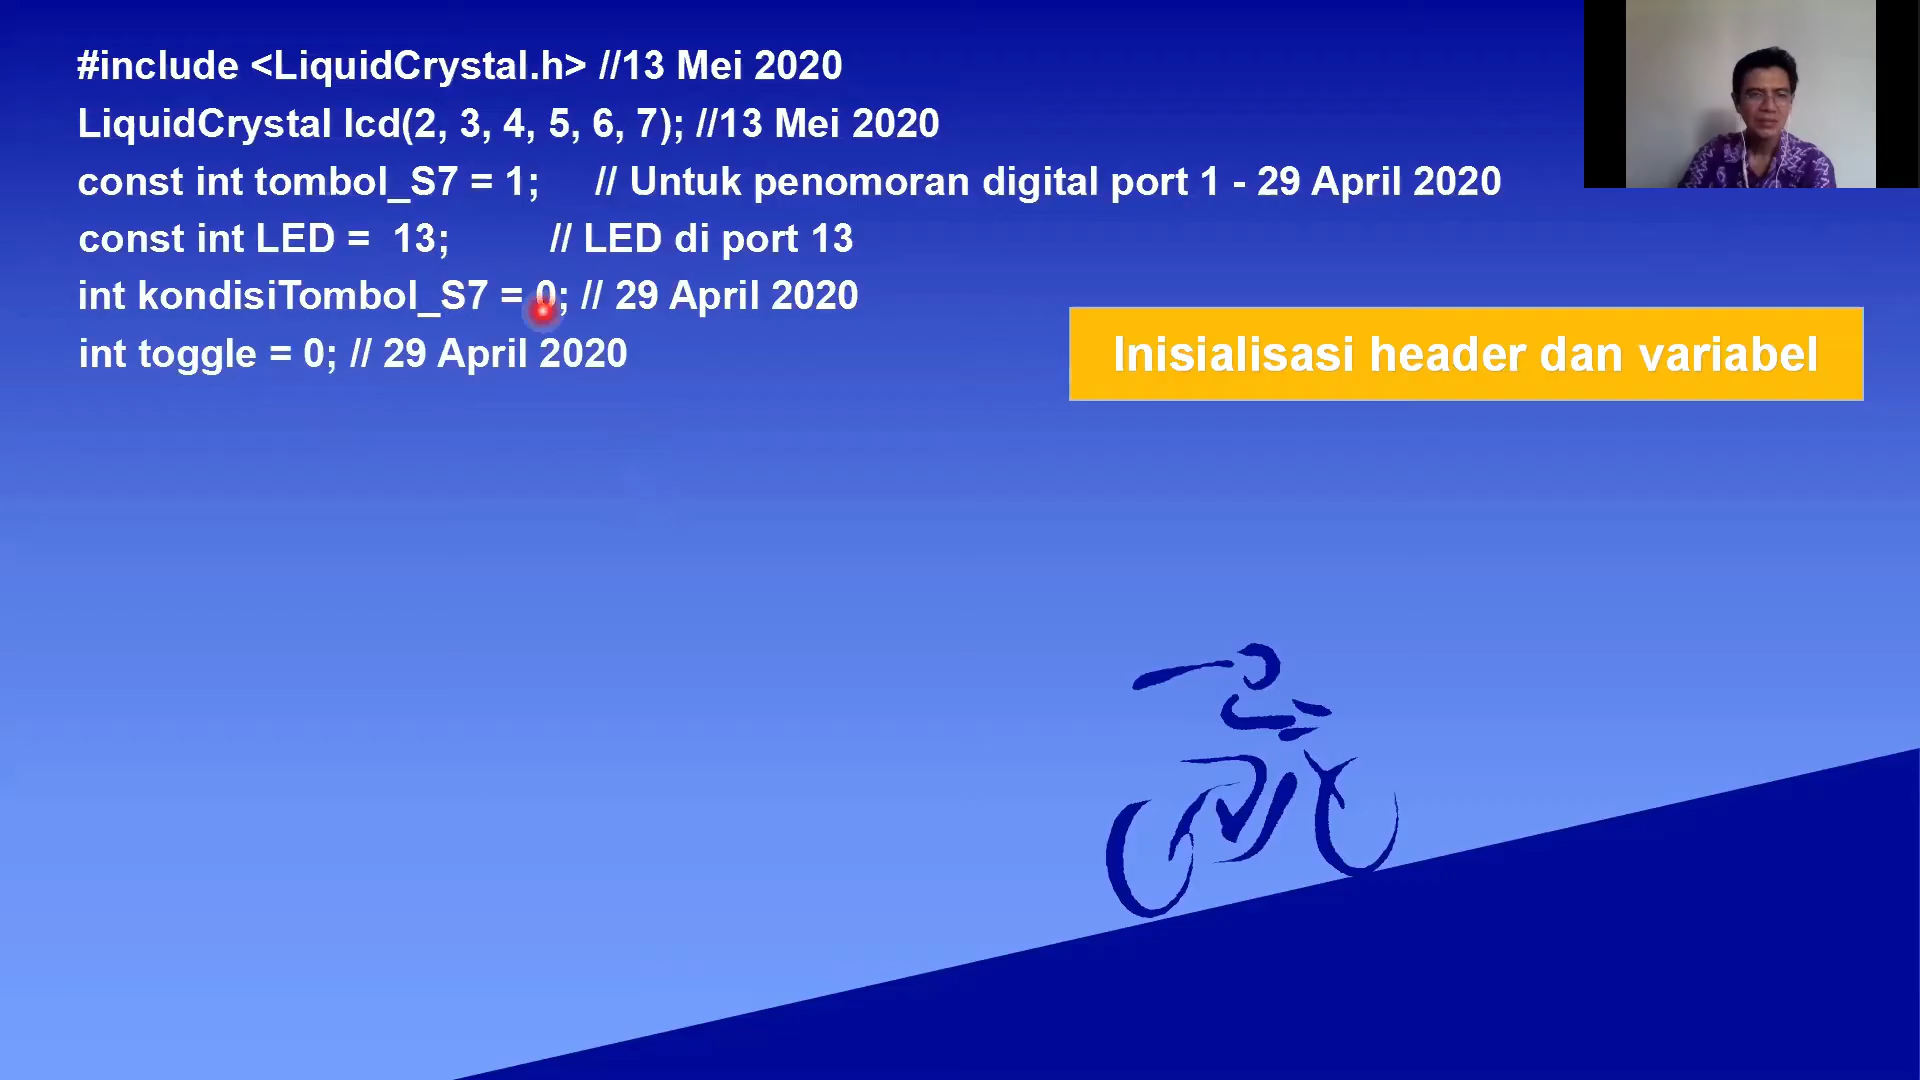 #include <LiquidCrystal.h> //13 Mei 2020
LiquidCrystal lcd(2, 3, 4, 5, 6, 7); //13 Mei 2020
const int tombol_S7 = 1; // Untuk penomoran digital port 1 - 29 April 2020
const int LED = 13; // LED di port 13
int kondisiTombol_S7 = 0; // 29 April 2020
int toggle = 0; // 29 April 2020
Inisialisasi header dan variabel